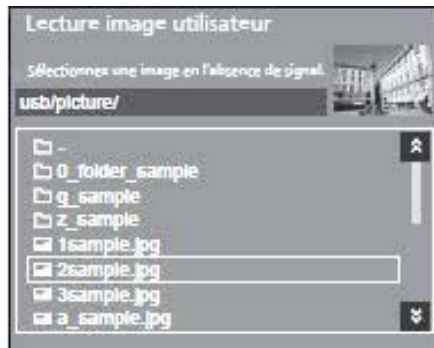 Lecture image utilisateur
Sélectionnez une image en l'absence de signal.
usb/picture/
..
0_folder_sample
g_sample
z_sample
1sample.jpg
2sample.jpg
3sample.jpg
a_sample.jpg